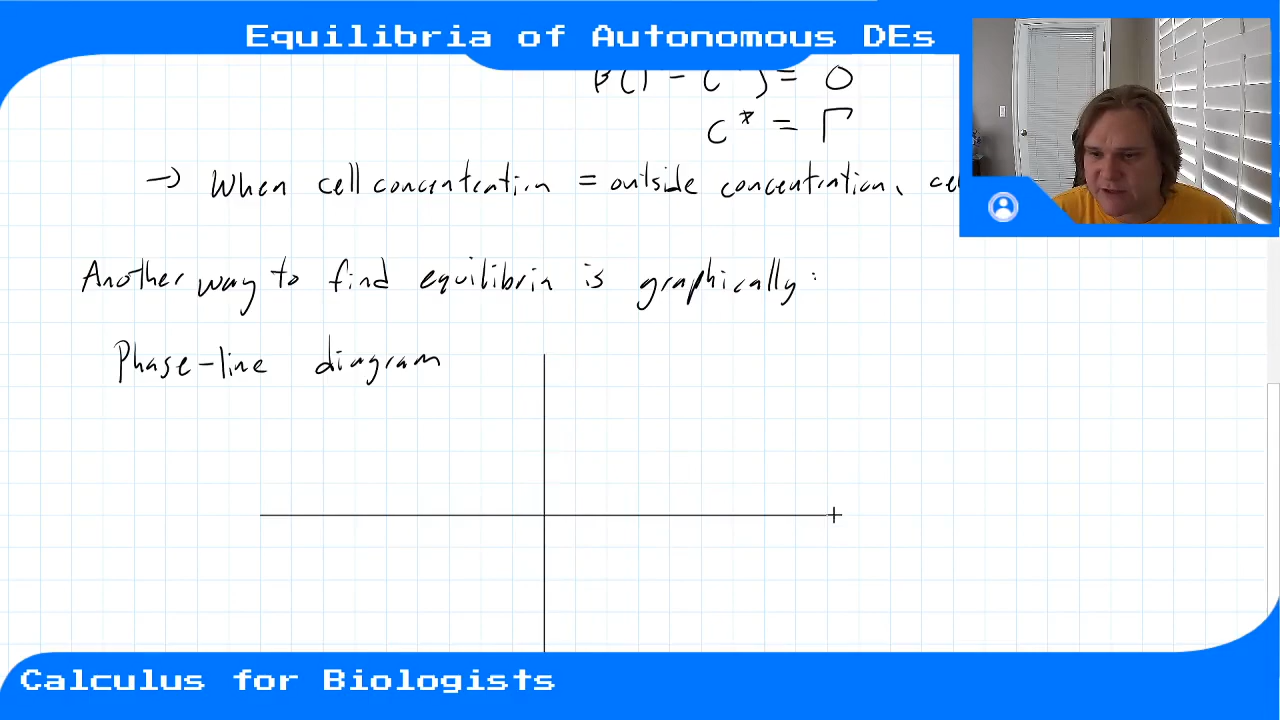 Equilibria of Autonomous DEs
β(Γ - C*) = 0
C* = Γ
→ When cell concentration = outside concentration,
Another way to find equilibria is graphically:
Phase-line diagram
Calculus for Biologists